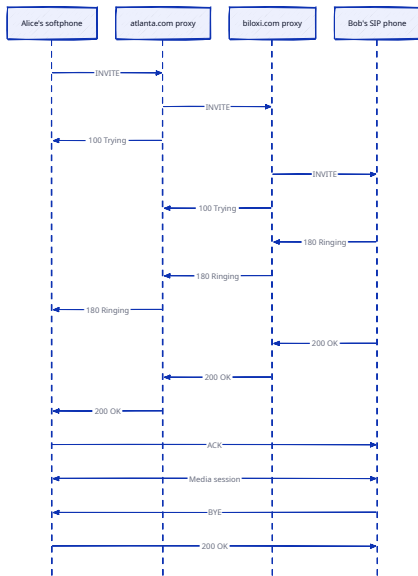 Alice's softphone
atlanta.com proxy
biloxi.com proxy
Bob's SIP phone
INVITE
INVITE
100 Trying
INVITE
100 Trying
180 Ringing
180 Ringing
180 Ringing
200 OK
200 OK
200 OK
ACK
Media session
BYE
200 OK